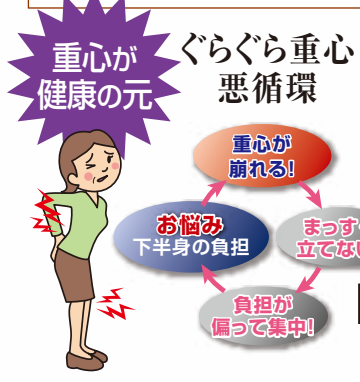 重心が
健康の元
ぐらぐら重心
悪循環
重心が
崩れる!
お悩み
下半身の負担
まっす
立てない
負担が
偏って集中!